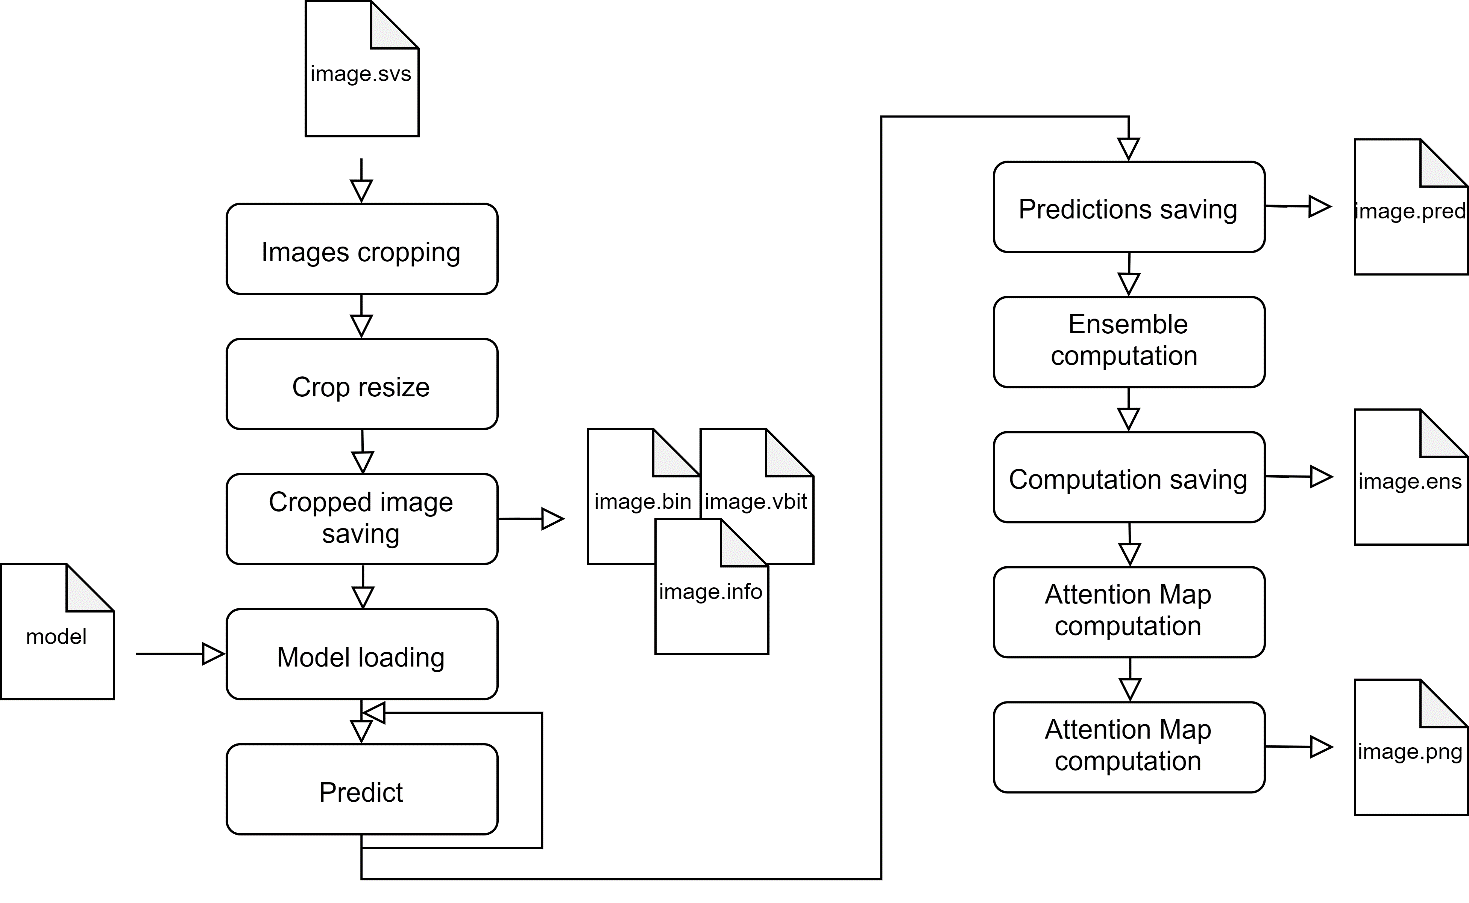 image.svs
Images cropping
Crop resize
Cropped image
saving
image.bin
image.vbit
image.info
model
Model loading
Predict
Predictions saving
image.pred
Ensemble
computation
Computation saving
image.ens
Attention Map
computation
Attention Map
computation
image.png